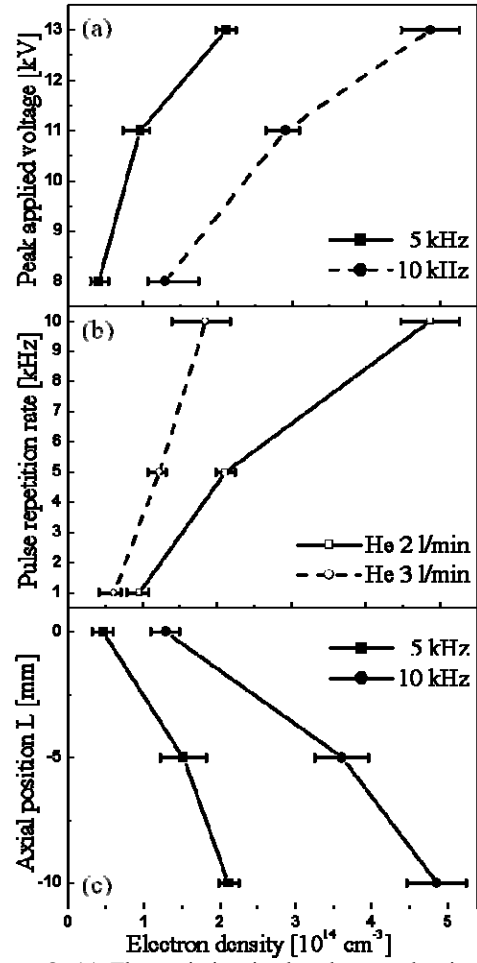 (a)
Peak applied voltage [kV]
13
12
11
10
9
8
5 kHz
10 kHz
(b)
Pulse repetition rate [kHz]
10
9
8
7
6
5
4
3
2
1
He 2 l/min
He 3 l/min
Axial position L [mm]
0
-5
-10
5 kHz
10 kHz
(c)
0 1 2 3 4 5
Electron density [10¹⁴ cm⁻³]